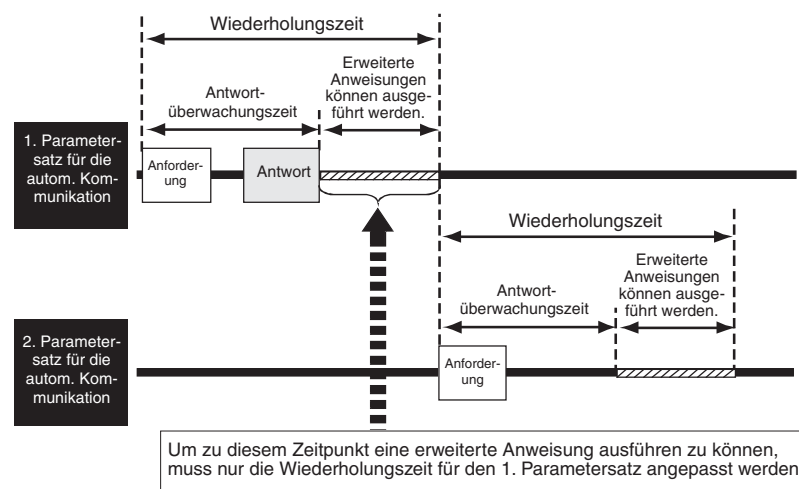 Wiederholungszeit
Antwort-
überwachungszeit
Erweiterte
Anweisungen
können ausge-
führt werden.
1. Parameter-
satz für die
autom. Kom-
munikation
Anforder-
ung
Antwort
Wiederholungszeit
Antwort-
überwachungszeit
Erweiterte
Anweisungen
können ausge-
führt werden.
2. Parameter-
satz für die
autom. Kom-
munikation
Anforder-
ung
Um zu diesem Zeitpunkt eine erweiterte Anweisung ausführen zu können,
muss nur die Wiederholungszeit für den 1. Parametersatz angepasst werden